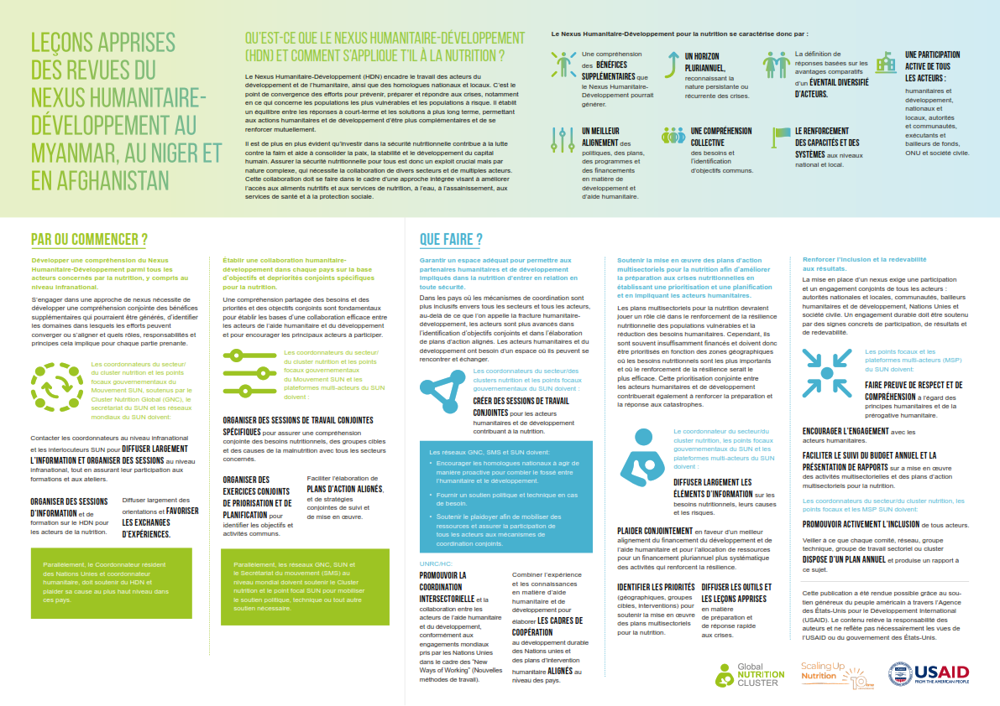 LEÇONS APPRISES
DES REVUES DU
NEXUS HUMANITAIRE-
DÉVELOPPEMENT AU
MYANMAR, AU NIGER ET
EN AFGHANISTAN
QU'EST-CE QUE LE NEXUS HUMANITAIRE-DÉVELOPPEMENT
(HDN) ET COMMENT S'APPLIQUE T'IL À LA NUTRITION ?
Le Nexus Humanitaire-Développement (HDN) encadre le travail des acteurs du
développement et de l'humanitaire, ainsi que des homologues nationaux et locaux. C'est le
point de convergence des efforts pour prévenir, préparer et répondre aux crises, notamment
en ce qui concerne les populations les plus vulnérables et les populations à risque. Il établit
un équilibre entre les réponses à court-terme et les solutions à plus long terme, permettant
aux actions humanitaires et de développement d'être plus complémentaires et de se
renforcer mutuellement.
Il est de plus en plus évident qu'investir dans la sécurité nutritionnelle contribue à la lutte
contre la faim et aide à consolider la paix, la stabilité et le développement du capital
humain. Assurer la sécurité nutritionnelle pour tous est donc un exploit crucial mais par
nature complexe, qui nécessite la collaboration de divers secteurs et de multiples acteurs.
Cette collaboration doit se faire dans le cadre d'une approche intégrée visant à améliorer
l'accès aux aliments nutritifs et aux services de nutrition, à l'eau, à l'assainissement, aux
services de santé et à la protection sociale.
Le Nexus Humanitaire-Développement pour la nutrition se caractérise donc par :
Une compréhension
des BÉNÉFICES
SUPPLÉMENTAIRES que
le Nexus Humanitaire-
Développement pourrait
générer.
UN HORIZON
PLURIANNUEL,
reconnaissant la
nature persistante ou
récurrente des crises.
La définition de
réponses basées sur les
avantages comparatifs
d'un ÉVENTAIL DIVERSIFIÉ
D'ACTEURS.
UNE PARTICIPATION
ACTIVE DE TOUS
LES ACTEURS :
humanitaires et
développement,
nationaux et
locaux, autorités
et communautés,
exécutants et
bailleurs de fonds,
ONU et société civile.
UN MEILLEUR
ALIGNEMENT des
politiques, des plans,
des programmes et
des financements
en matière de
développement et
d'aide humanitaire.
UNE COMPRÉHENSION
COLLECTIVE
des besoins et
l'identification
d'objectifs communs.
LE RENFORCEMENT
DES CAPACITÉS ET DES
SYSTÈMES aux niveaux
national et local.
PAR OU COMMENCER ?
Développer une compréhension du Nexus
Humanitaire-Développement parmi tous les
acteurs concernés par la nutrition, y compris au
niveau infranational.
S'engager dans une approche de nexus nécessite de
développer une compréhension conjointe des bénéfices
supplémentaires qui pourraient être générés, d'identifier
les domaines dans lesquels les efforts peuvent
converger ou s'aligner et quels rôles, responsabilités et
principes cela implique pour chaque partie prenante.
Les coordonnateurs du secteur/
du cluster nutrition et les points
focaux gouvernementaux du
Mouvement SUN, soutenus par le
Cluster Nutrition Global (GNC), le
secrétariat du SUN et les réseaux
mondiaux du SUN doivent:
Contacter les coordonnateurs au niveau infranational
et les interlocuteurs SUN pour DIFFUSER LARGEMENT
L'INFORMATION ET ORGANISER DES SESSIONS au niveau
infranational, tout en assurant leur participation aux
formations et aux ateliers.
ORGANISER DES SESSIONS
D'INFORMATION et de
formation sur le HDN pour
les acteurs de la nutrition.
Diffuser largement des
orientations et FAVORISER
LES EXCHANGES
D'EXPÉRIENCES.
Parallèlement, le Coordonnateur résident
des Nations Unies et coordonnateur
humanitaire, doit soutenir du HDN et
plaider sa cause au plus haut niveau dans
ces pays.
Établir une collaboration humanitaire-
développement dans chaque pays sur la base
d'objectifs et depriorités conjoints spécifiques
pour la nutrition.
Une compréhension partagée des besoins et des
priorités et des objectifs conjoints sont fondamentaux
pour établir les bases d'une collaboration efficace entre
les acteurs de l'aide humanitaire et du développement
et pour encourager les principaux acteurs à participer.
Les coordonnateurs du secteur/
du cluster nutrition et les points
focaux gouvernementaux
du Mouvement SUN et les
plateformes multi-acteurs du SUN
doivent :
ORGANISER DES SESSIONS DE TRAVAIL CONJOINTES
SPÉCIFIQUES pour assurer une compréhension
conjointe des besoins nutritionnels, des groupes cibles
et des causes de la malnutrition avec tous les secteurs
concernés.
ORGANISER DES
EXERCICES CONJOINTS
DE PRIORISATION ET DE
PLANIFICATION pour
identifier les objectifs et
activités communs.
Faciliter l'élaboration de
PLANS D'ACTION ALIGNÉS,
et de stratégies
conjointes de suivi et
de mise en œuvre.
Parallèlement, les réseaux GNC, SUN et
le Secrétariat du mouvement (SMS) au
niveau mondial doivent soutenir le Cluster
nutrition et le point focal SUN pour mobiliser
le soutien politique, technique ou tout autre
soutien nécessaire.
QUE FAIRE ?
Garantir un espace adéquat pour permettre aux
partenaires humanitaires et de développement
impliqués dans la nutrition d'entrer en relation en
toute sécurité.
Dans les pays où les mécanismes de coordination sont
plus inclusifs envers tous les secteurs et tous les acteurs,
au-delà de ce que l'on appelle la fracture humanitaire-
développement, les acteurs sont plus avancés dans
l'identification d'objectifs conjoints et dans l'élaboration
de plans d'action alignés. Les acteurs humanitaires et du
développement ont besoin d'un espace où ils peuvent se
rencontrer et échanger.
Les coordonnateurs du secteur/des
clusters nutrition et les points focaux
gouvernementaux du SUN doivent :
CRÉER DES SESSIONS DE TRAVAIL
CONJOINTES pour les acteurs
humanitaires et de développement
contribuant à la nutrition.
Les réseaux GNC, SMS et SUN doivent:
• Encourager les homologues nationaux à agir de
manière proactive pour combler le fossé entre
l'humanitaire et le développement.
• Fournir un soutien politique et technique en cas
de besoin.
• Soutenir le plaidoyer afin de mobiliser des
ressources et assurer la participation de
tous les acteurs aux mécanismes de
coordination conjoints.
UNRC/HC:
PROMOUVOIR LA
COORDINATION
INTERSECTORIELLE et la
collaboration entre les
acteurs de l'aide humanitaire
et du développement,
conformément aux
engagements mondiaux
pris par les Nations Unies
dans le cadre des "New
Ways of Working" (Nouvelles
méthodes de travail).
Combiner l'expérience
et les connaissances
en matière d'aide
humanitaire et de
développement pour
élaborer LES CADRES DE
COOPÉRATION
au développement durable
des Nations unies et
des plans d'intervention
humanitaire ALIGNÉS au
niveau des pays.
Soutenir la mise en œuvre des plans d'action
multisectoriels pour la nutrition afin d'améliorer
la préparation aux crises nutritionnelles en
établissant une prioritisation et une planification
et en impliquant les acteurs humanitaires.
Les plans multisectoriels pour la nutrition devraient
jouer un rôle clé dans le renforcement de la résilience
nutritionnelle des populations vulnérables et la
réduction des besoins humanitaires. Cependant, ils
sont souvent insuffisamment financés et doivent donc
être priorisés en fonction des zones géographiques
où les besoins nutritionnels sont les plus importants
et où le renforcement de la résilience serait le
plus efficace. Cette prioritisation conjointe entre
les acteurs humanitaires et de développement
contribuerait également à renforcer la préparation et
la réponse aux catastrophes.
Le coordonnateur du secteur/du
cluster nutrition, les points focaux
gouvernementaux du SUN et les
plateformes multi-acteurs du SUN
doivent :
DIFFUSER LARGEMENT LES
ÉLÉMENTS D'INFORMATION sur les
besoins nutritionnels, leurs causes
et les risques.
PLAIDER CONJOINTEMENT en faveur d'un meilleur
alignement du financement du développement et de
l'aide humanitaire et pour l'allocation de ressources
pour un financement pluriannuel plus systématique
des activités qui renforcent la résilience.
IDENTIFIER LES PRIORITÉS
(géographiques, groupes
cibles, interventions) pour
soutenir la mise en œuvre
des plans multisectoriels
pour la nutrition.
DIFFUSER LES OUTILS ET
LES LEÇONS APPRISES
en matière
de préparation et
de réponse rapide
aux crises.
Renforcer l'inclusion et la redevabilité
aux résultats.
La mise en place d'un nexus exige une participation
et un engagement conjoints de tous les acteurs :
autorités nationales et locales, communautés, bailleurs
humanitaires et de développement, Nations Unies et
société civile. Un engagement durable doit être soutenu
par des signes concrets de participation, de résultats et
de redevabilité.
Les points focaux et les
plateformes multi-acteurs (MSP)
du SUN doivent:
FAIRE PREUVE DE RESPECT ET DE
COMPRÉHENSION à l'égard des
principes humanitaires et de la
prérogative humanitaire.
ENCOURAGER L'ENGAGEMENT avec les
acteurs humanitaires.
FACILITER LE SUIVI DU BUDGET ANNUEL ET LA
PRÉSENTATION DE RAPPORTS sur a mise en œuvre
des activités multisectorielles et des plans d'action
multisectoriels pour la nutrition.
Les coordonnateurs du secteur/du cluster nutrition, les
points focaux et les MSP SUN doivent:
PROMOUVOIR ACTIVEMENT L'INCLUSION de tous acteurs.
Veiller à ce que chaque comité, réseau, groupe
technique, groupe de travail sectoriel ou cluster
DISPOSE D'UN PLAN ANNUEL et produise un rapport à
ce sujet.
Cette publication a été rendue possible grâce au sou-
tien généreux du peuple américain à travers l'Agence
des États-Unis pour le Développement International
(USAID). Le contenu relève la responsabilité des
auteurs et ne reflète pas nécessairement les vues de
l'USAID ou du gouvernement des États-Unis.
Global
NUTRITION
CLUSTER
Scaling Up
Nutrition
USAID
FROM THE AMERICAN PEOPLE